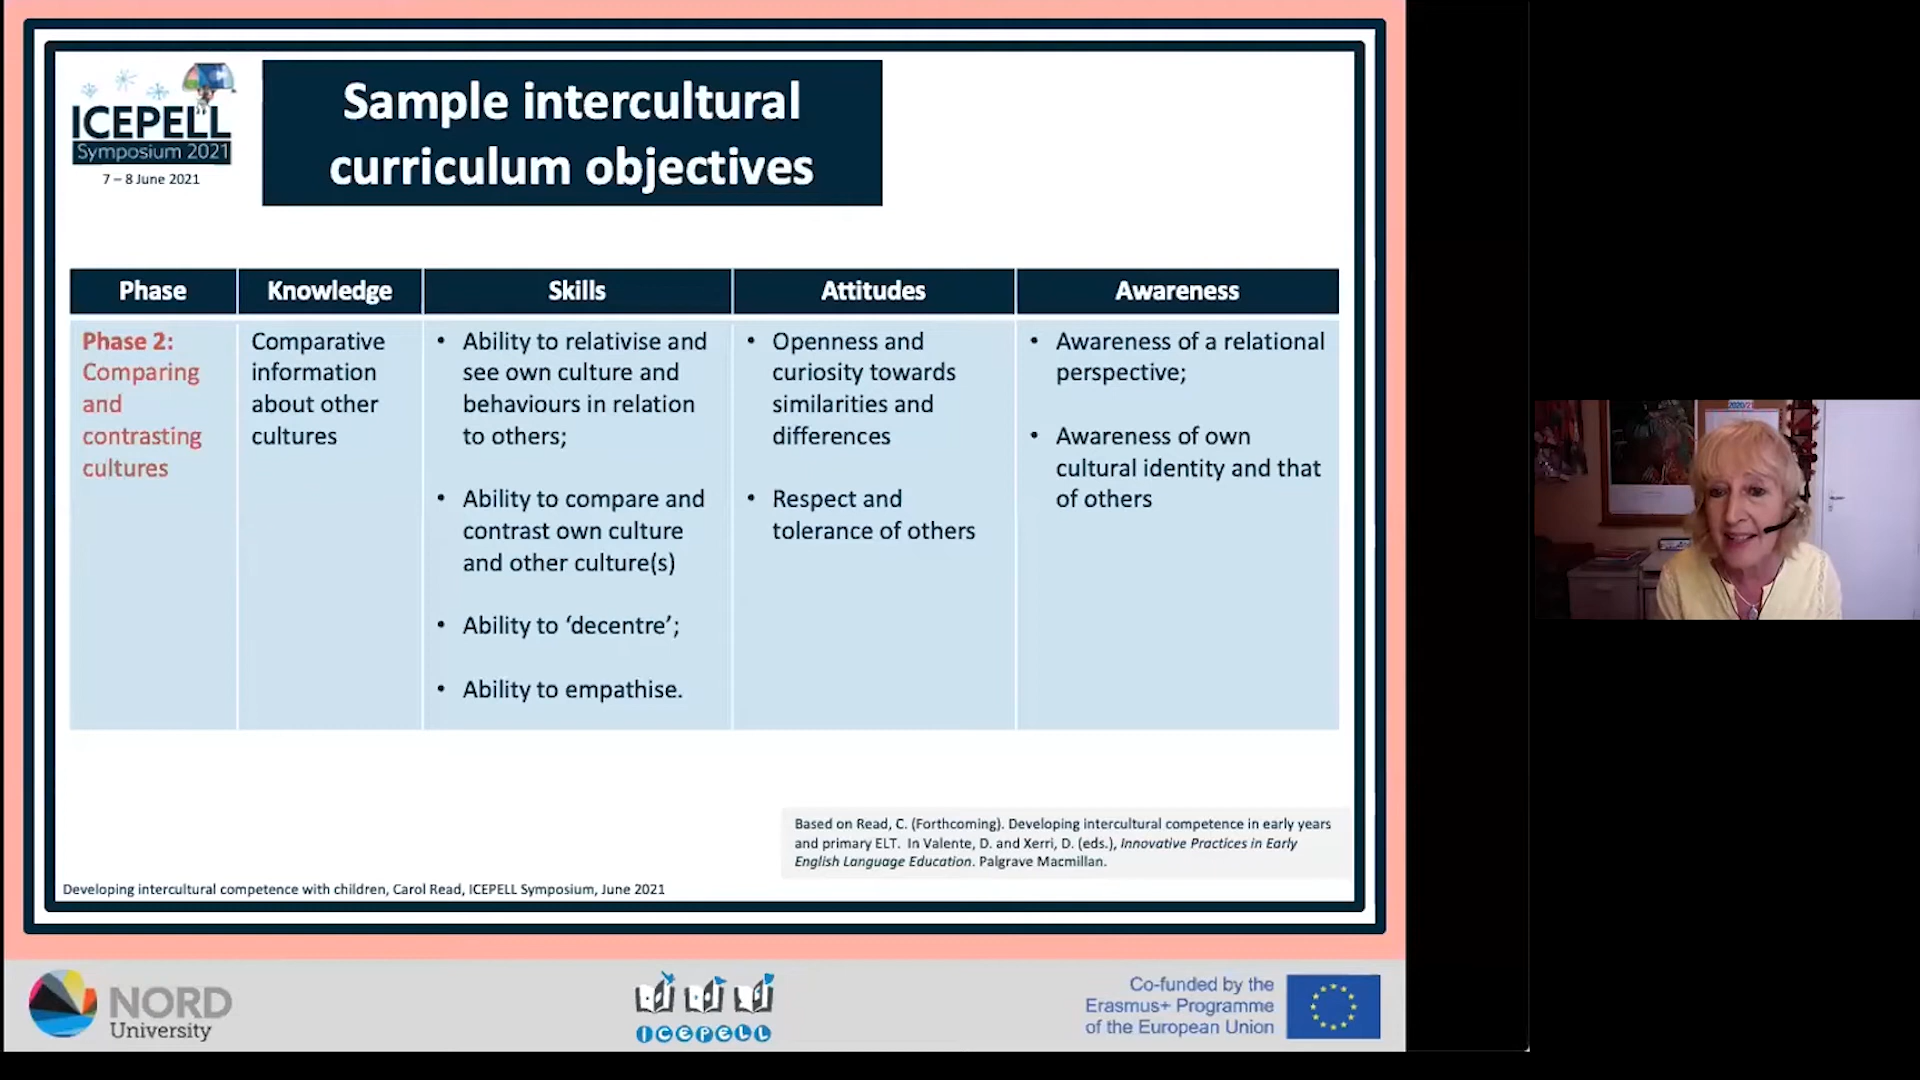 ICEPELL
Symposium 2021
7 – 8 June 2021
Sample intercultural
curriculum objectives
Phase
Knowledge
Skills
Attitudes
Awareness
Phase 2:
Comparing
and
contrasting
cultures
Comparative
information
about other
cultures
• Ability to relativise and
see own culture and
behaviours in relation
to others;
• Ability to compare and
contrast own culture
and other culture(s)
• Ability to ‘decentre’;
• Ability to empathise.
• Openness and
curiosity towards
similarities and
differences
• Respect and
tolerance of others
• Awareness of a relational
perspective;
• Awareness of own
cultural identity and that
of others
Based on Read, C. (Forthcoming). Developing intercultural competence in early years
and primary ELT. In Valente, D. and Xerri, D. (eds.), Innovative Practices in Early
English Language Education. Palgrave Macmillan.
Developing intercultural competence with children, Carol Read, ICEPELL Symposium, June 2021
NORD
University
ICEPELL
Co-funded by the
Erasmus+ Programme
of the European Union